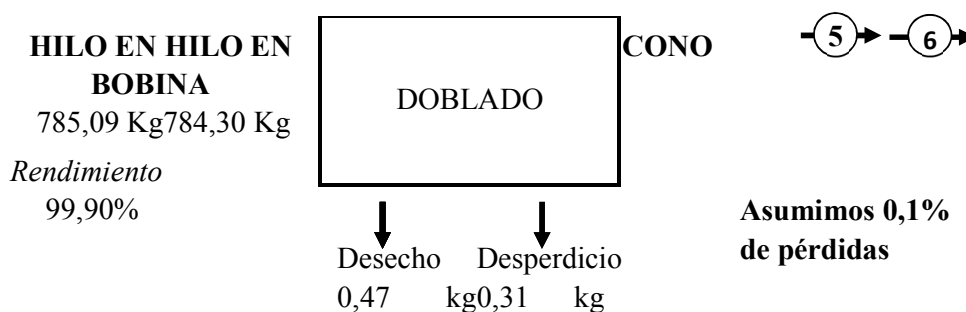 HILO EN HILO EN
BOBINA
785,09 Kg784,30 Kg
Rendimiento
99,90%
DOBLADO
CONO
5 6
Asumimos 0,1%
de pérdidas
Desecho Desperdicio
0,47 kg0,31 kg